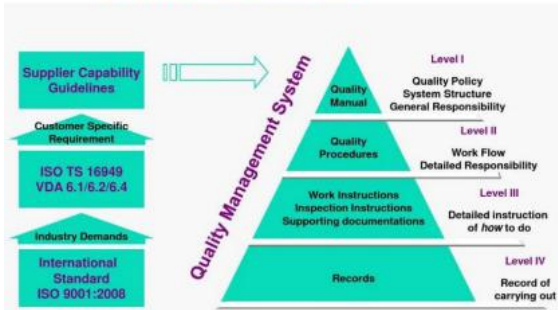 Supplier Capability
Guidelines
Customer Specific
Requirement
ISO TS 16949
VDA 6.1/6.2/6.4
Industry Demands
International
Standard
ISO 9001:2008
Quality Management System
Quality
Manual
Quality
Procedures
Work Instructions
Inspection Instructions
Supporting documentations
Records
Level I
Quality Policy
System Structure
General Responsibility
Level II
Work Flow
Detailed Responsibility
Level III
Detailed instruction
of how to do
Level IV
Record of
carrying out